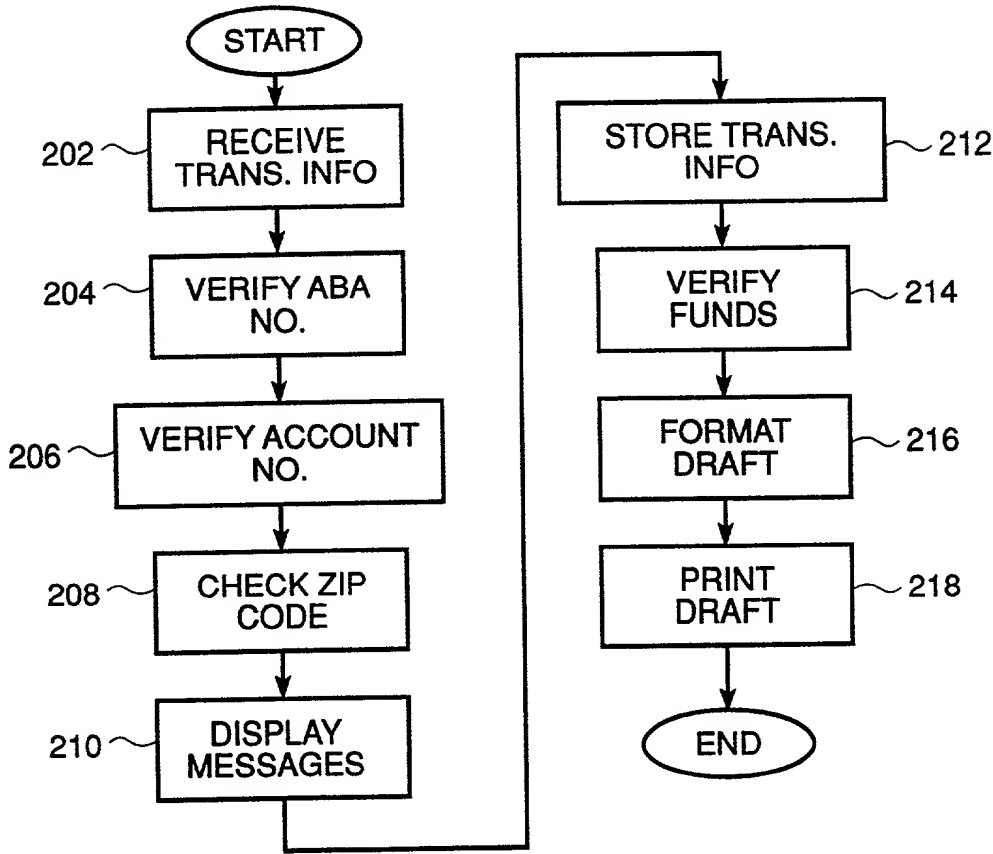 START
202
RECEIVE
TRANS. INFO
204
VERIFY ABA
NO.
206
VERIFY ACCOUNT
NO.
208
CHECK ZIP
CODE
210
DISPLAY
MESSAGES
STORE TRANS.
INFO
212
VERIFY
FUNDS
214
FORMAT
DRAFT
216
PRINT
DRAFT
218
END